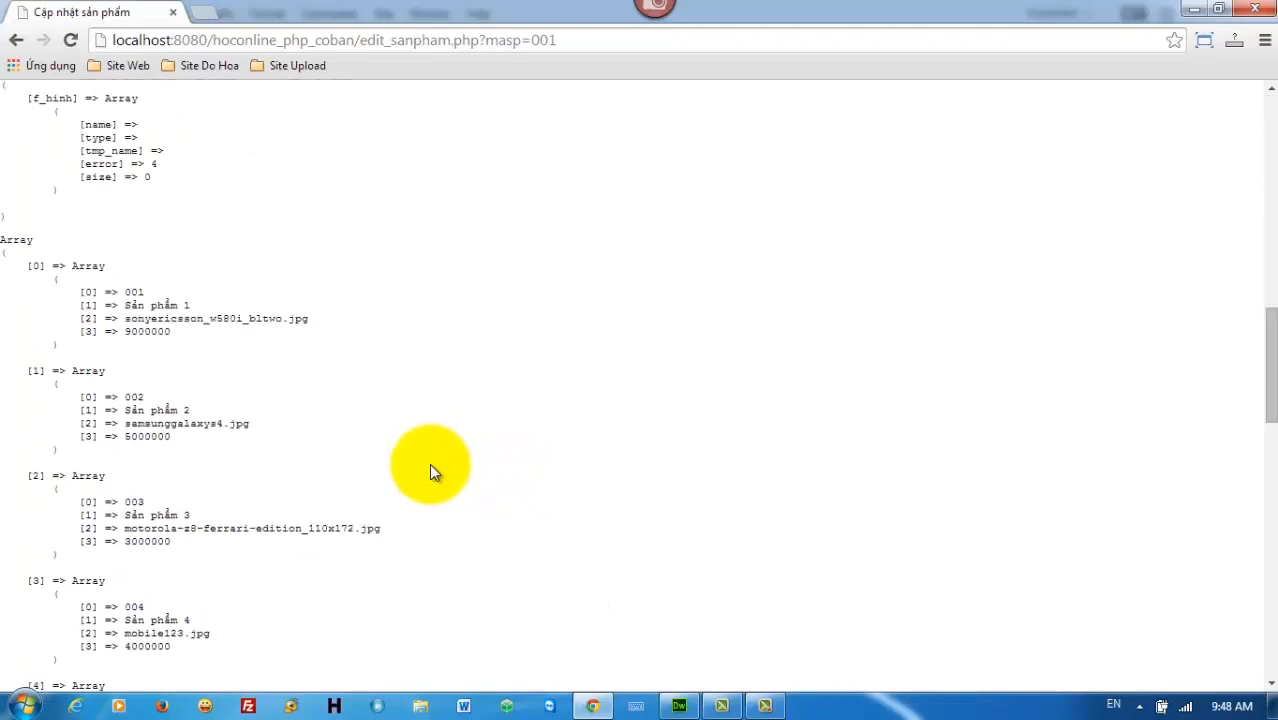 Cập nhật sản phẩm
localhost:8080/hoconline_php_coban/edit_sanpham.php?masp=001
Ứng dụng Site Web Site Do Hoa Site Upload
(
[f_hinh] => Array
(
[name] =>
[type] =>
[tmp_name] =>
[error] => 4
[size] => 0
)
)
Array
(
[0] => Array
(
[0] => 001
[1] => Sản phẩm 1
[2] => sonyericsson_w580i_bltwo.jpg
[3] => 9000000
)
[1] => Array
(
[0] => 002
[1] => Sản phẩm 2
[2] => samsunggalaxys4.jpg
[3] => 5000000
)
[2] => Array
(
[0] => 003
[1] => Sản phẩm 3
[2] => motorola-z8-ferrari-edition_110x172.jpg
[3] => 3000000
)
[3] => Array
(
[0] => 004
[1] => Sản phẩm 4
[2] => mobile123.jpg
[3] => 4000000
)
[4] => Array
EN 9:48 AM